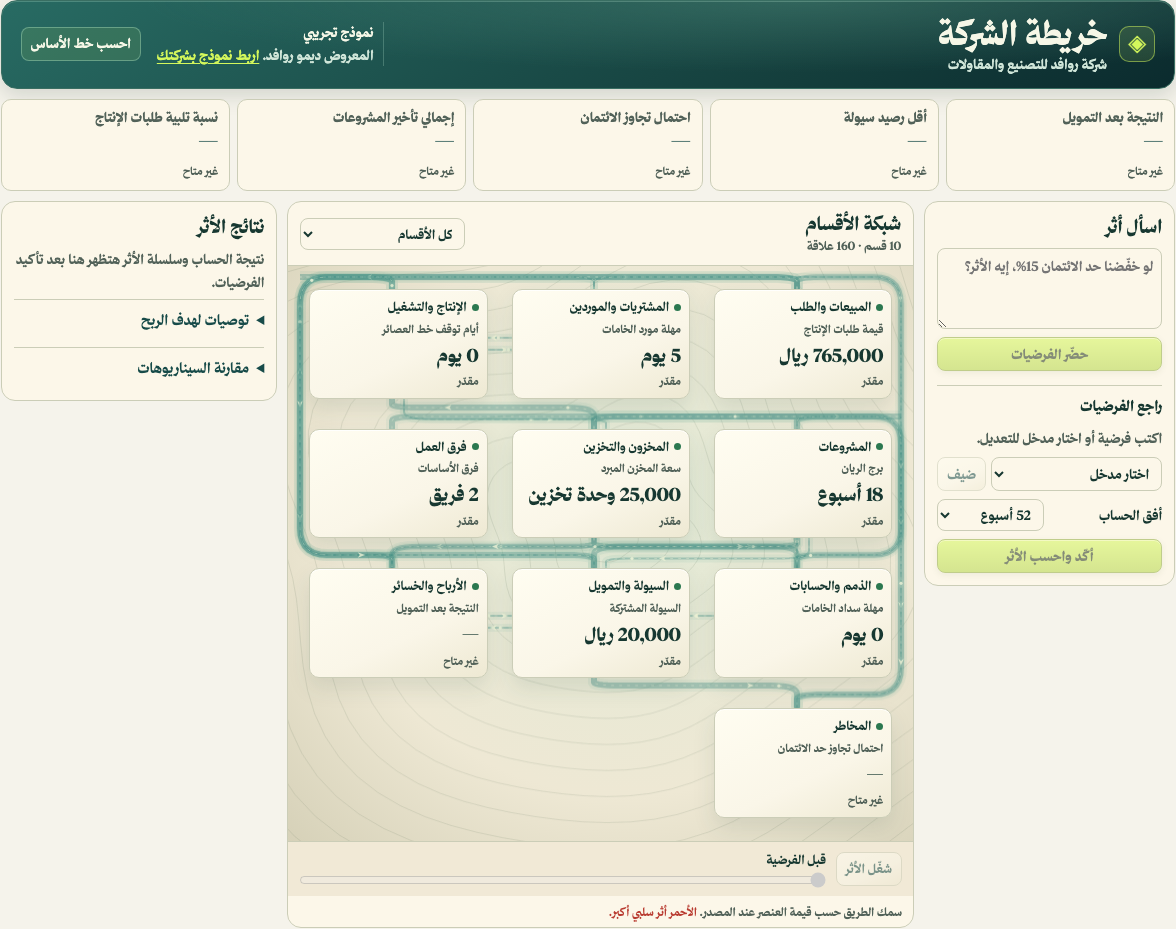 خريطة الشركة
شركة روافد للتصنيع والمقاولات
نموذج تجريبي
المعروض ديمو روافد. اربط نموذج بشركتك
احسب خط الأساس
النتيجة بعد التمويل
—
غير متاح
أقل رصيد سيولة
—
غير متاح
احتمال تجاوز الائتمان
—
غير متاح
إجمالي تأخير المشروعات
—
غير متاح
نسبة تلبية طلبات الإنتاج
—
غير متاح
اسأل أثر
لو خفّضنا حد الائتمان 15%، إيه الأثر؟
حضّر الفرضيات
راجع الفرضيات
اكتب فرضية أو اختار مدخل للتعديل.
اختار مدخل
ضيف
أفق الحساب
52 أسبوع
أكّد واحسب الأثر
شبكة الأقسام
10 قسم · 160 علاقة
كل الأقسام
المبيعات والطلب
قيمة طلبات الإنتاج
765,000 ريال
مقدّر
المشتريات والموردين
مهلة مورد الخامات
5 يوم
مقدّر
الإنتاج والتشغيل
أيام توقف خط العصائر
0 يوم
مقدّر
المشروعات
برج الريان
18 أسبوع
مقدّر
المخزون والتخزين
سعة المخزن المبرد
25,000 وحدة تخزين
مقدّر
فرق العمل
فرق الأساسات
2 فريق
مقدّر
الذمم والحسابات
مهلة سداد الخامات
0 يوم
مقدّر
السيولة والتمويل
السيولة المشتركة
20,000 ريال
مقدّر
الأرباح والخسائر
النتيجة بعد التمويل
—
غير متاح
المخاطر
احتمال تجاوز حد الائتمان
—
غير متاح
شغّل الأثر
قبل الفرضية
سمك الطريق حسب قيمة العنصر عند المصدر. الأحمر أثر سلبي أكبر.
نتائج الأثر
نتيجة الحساب وسلسلة الأثر هتظهر هنا بعد تأكيد
الفرضيات.
توصيات لهدف الربح
مقارنة السيناريوهات